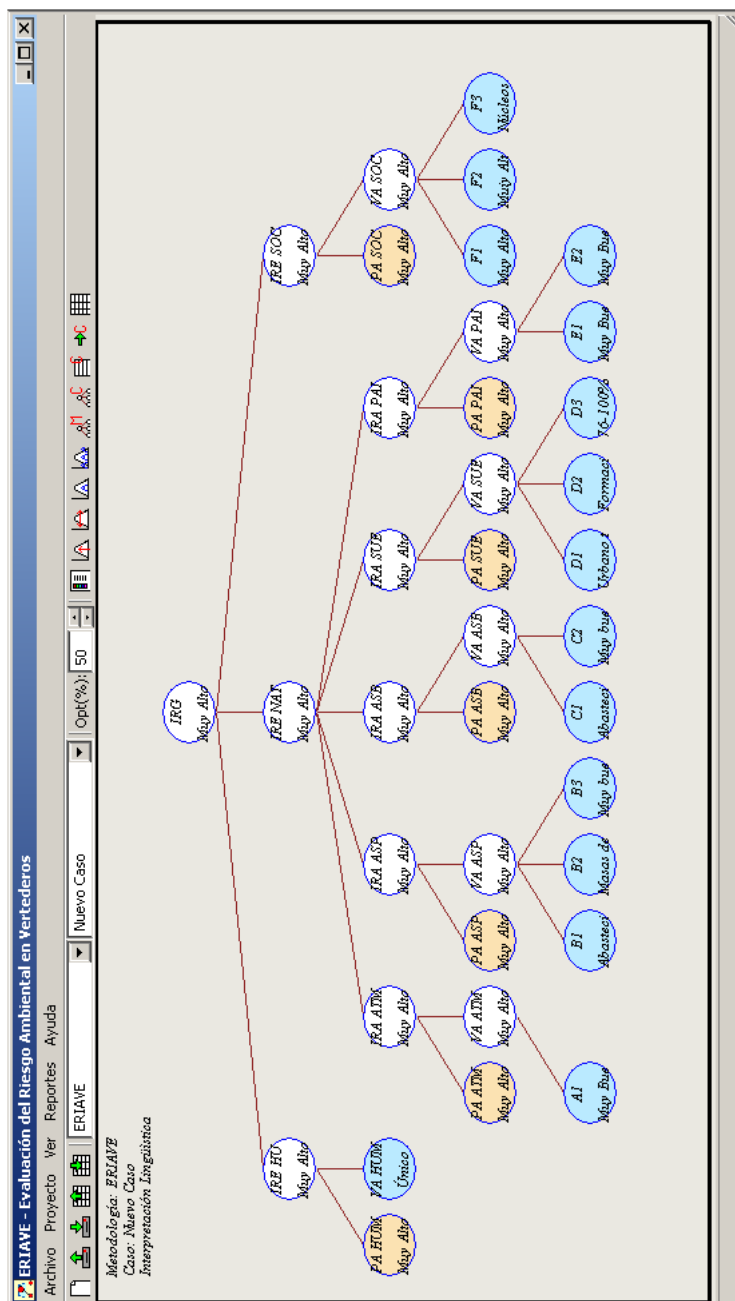 ERIAVE - Evaluación del Riesgo Ambiental en Vertederos
Archivo Proyecto Ver Reportes Ayuda
ERIAVE Nuevo Caso Opt(%): 50 M C C C
Metodología: ERIAVE
Caso: Nuevo Caso
Interpretación Lingüística
IRG
Muy Alto
IRE HU
Muy Alto
IRE NAT
Muy Alto
IRE SOC
Muy Alto
PA HUM
Muy Alto
VA HUM
Único
IRA ATM
Muy Alto
IRA ASP
Muy Alto
IRA ASB
Muy Alto
IRA SUE
Muy Alto
IRA PAI
Muy Alto
PA SOC
Muy Alto
VA SOC
Muy Alto
PA ATM
Muy Alto
VA ATM
Muy Alto
PA ASP
Muy Alto
VA ASP
Muy Alto
PA ASB
Muy Alto
VA ASB
Muy Alto
PA SUE
Muy Alto
VA SUE
Muy Alto
PA PAI
Muy Alto
VA PAI
Muy Alto
F1
Muy Alto
F2
Muy Alt
F3
Núcleos
A1
Muy Bue
B1
Abasteci
B2
Masas de
B3
Muy bue
C1
Abasteci
C2
Muy bue
D1
Urbano i
D2
Formaci
D3
76-100%
E1
Muy Bue
E2
Muy Bue